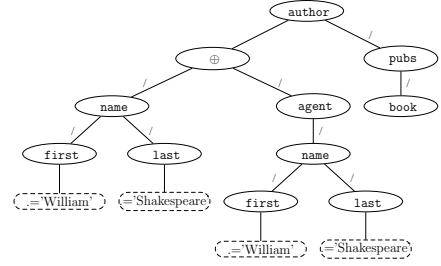 author
/
⊕ pubs
/ / /
name agent book
/ / /
first last name
.='William' .='Shakespeare
/ /
first last
.='William' .='Shakespeare